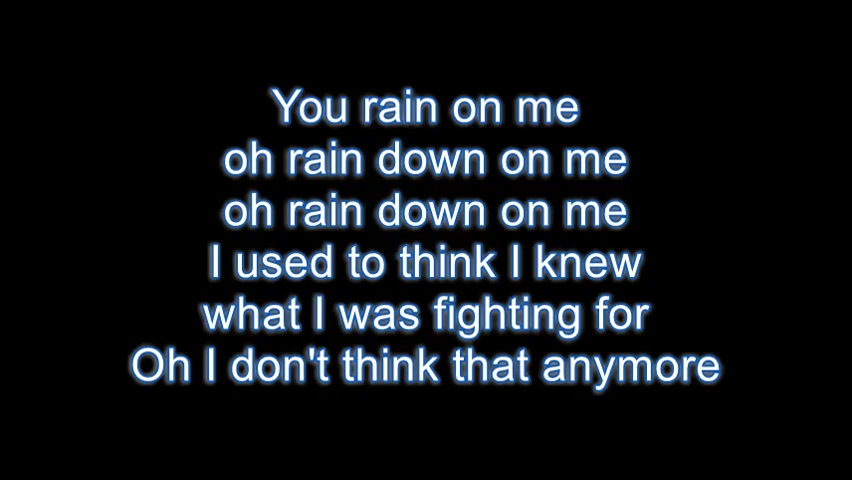 You rain on me
oh rain down on me
oh rain down on me
I used to think I knew
what I was fighting for
Oh I don't think that anymore